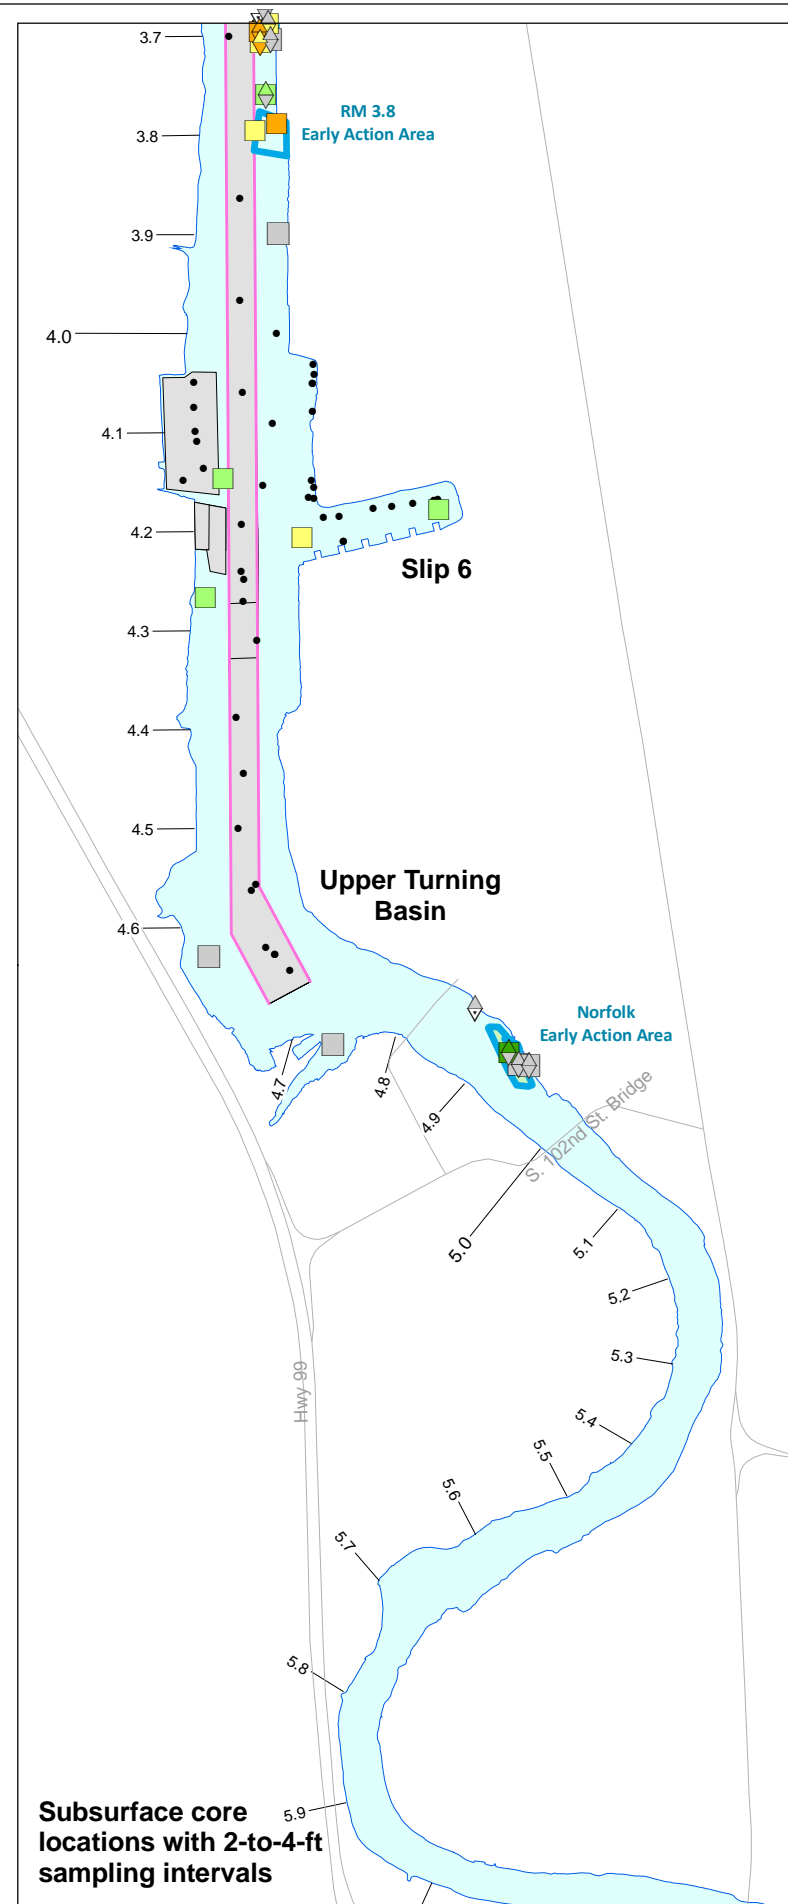 3.7
RM 3.8
Early Action Area
3.8
3.9
4.0
4.1
4.2
Slip 6
4.3
4.4
4.5
Upper Turning
Basin
4.6
Norfolk
Early Action Area
4.7
4.8
4.9
S. 102nd St. Bridge
5.0
5.1
5.2
5.3
Hwy 99
5.4
5.5
5.6
5.7
5.8
5.9
Subsurface core
locations with 2-to-4-ft
sampling intervals